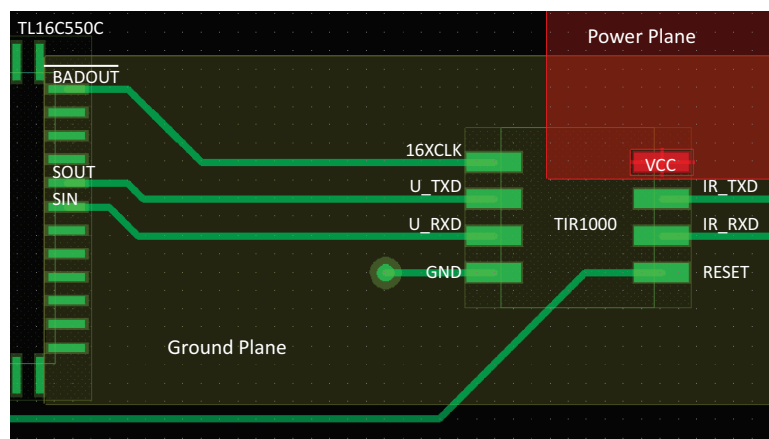 TL16C550C
Power Plane
BADOUT
16XCLK
VCC
SOUT
U_TXD
IR_TXD
SIN
U_RXD
TIR1000
IR_RXD
GND
RESET
Ground Plane